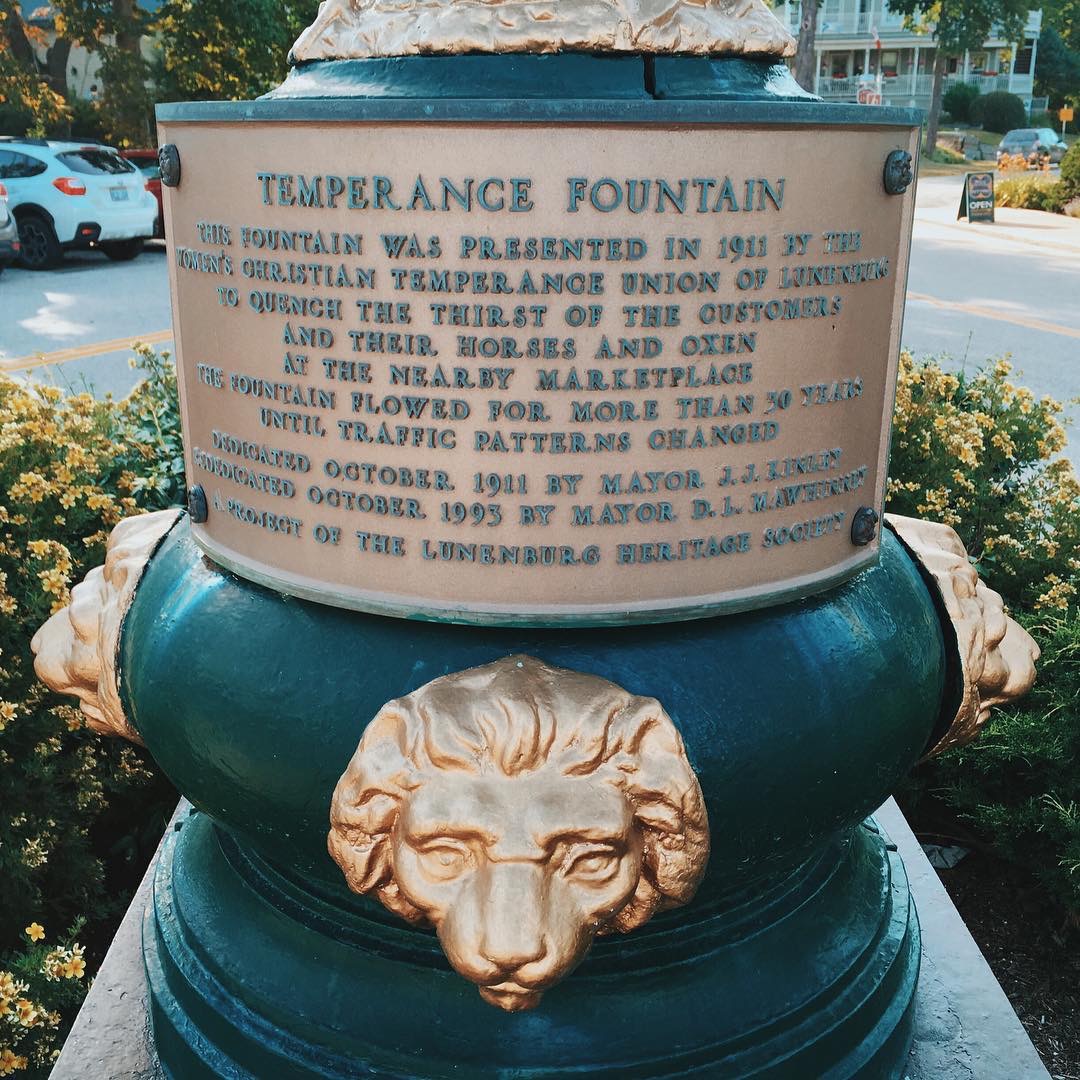 TEMPERANCE FOUNTAIN
THIS FOUNTAIN WAS PRESENTED IN 1911 BY THE
WOMEN'S CHRISTIAN TEMPERANCE UNION OF LUNENBURG
TO QUENCH THE THIRST OF THE CUSTOMERS
AND THEIR HORSES AND OXEN
AT THE NEARBY MARKETPLACE
THE FOUNTAIN FLOWED FOR MORE THAN 50 YEARS
UNTIL TRAFFIC PATTERNS CHANGED
DEDICATED OCTOBER 1911 BY MAYOR J. J. KINLEY
REDEDICATED OCTOBER 1993 BY MAYOR D. L. MAWHINNEY
A PROJECT OF THE LUNENBURG HERITAGE SOCIETY
OPEN